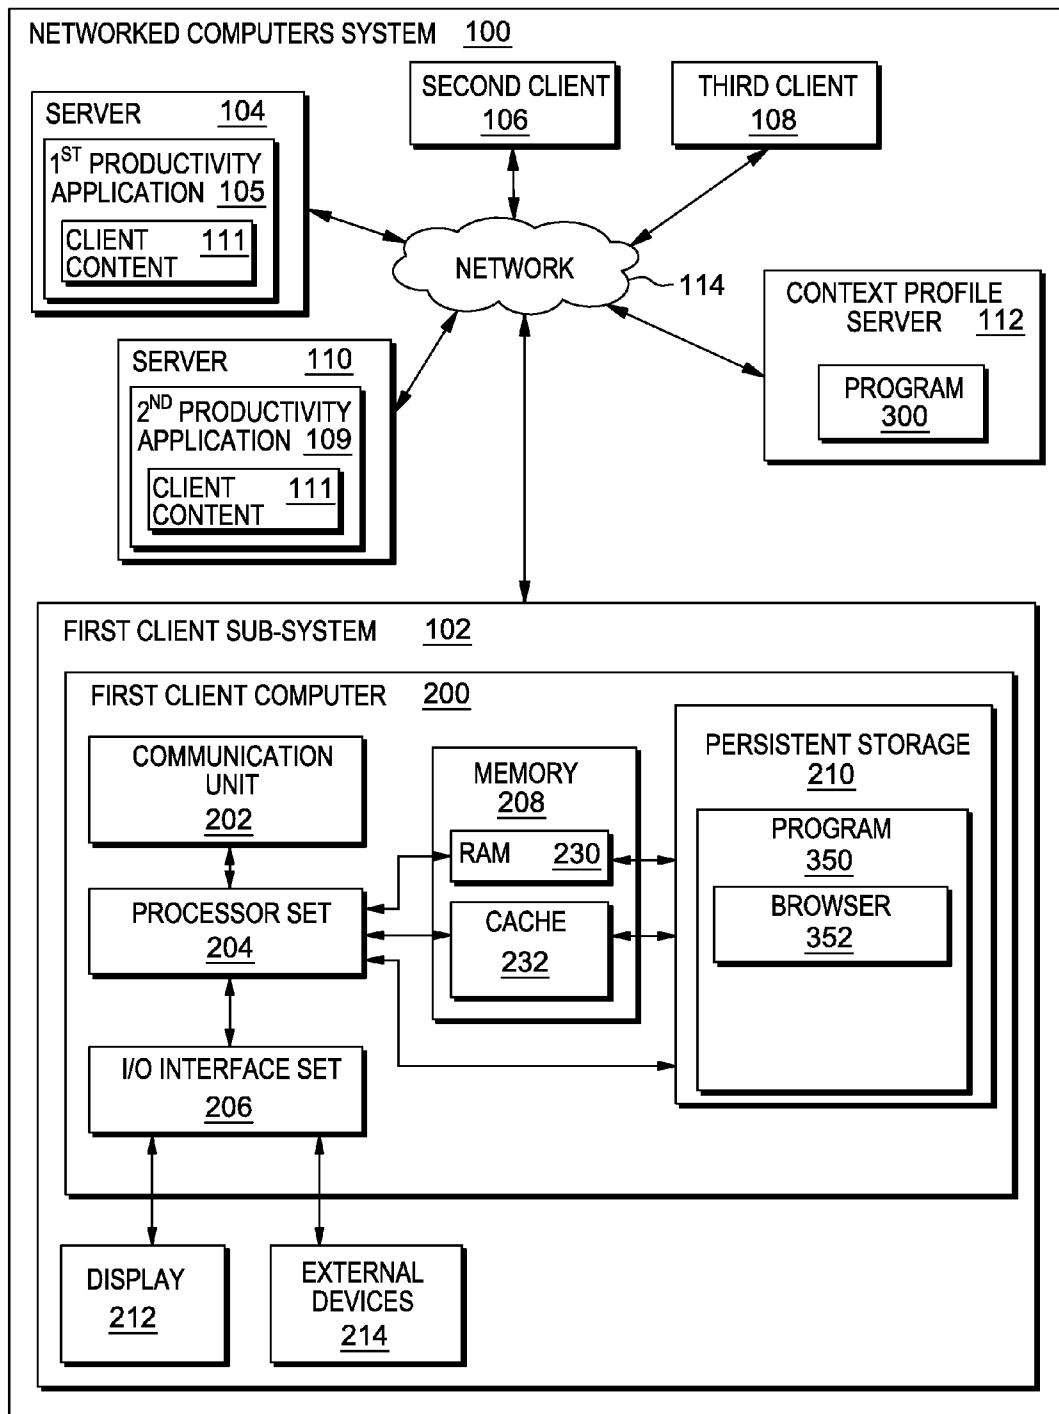 NETWORKED COMPUTERS SYSTEM 100
SECOND CLIENT
106
THIRD CLIENT
108
SERVER 104
1ST PRODUCTIVITY
APPLICATION 105
CLIENT 111
CONTENT
NETWORK
114
CONTEXT PROFILE
SERVER 112
PROGRAM
300
SERVER 110
2ND PRODUCTIVITY
APPLICATION 109
CLIENT 111
CONTENT
FIRST CLIENT SUB-SYSTEM 102
FIRST CLIENT COMPUTER 200
COMMUNICATION
UNIT
202
PROCESSOR SET
204
I/O INTERFACE SET
206
MEMORY
208
RAM 230
CACHE
232
PERSISTENT STORAGE
210
PROGRAM
350
BROWSER
352
DISPLAY
212
EXTERNAL
DEVICES
214